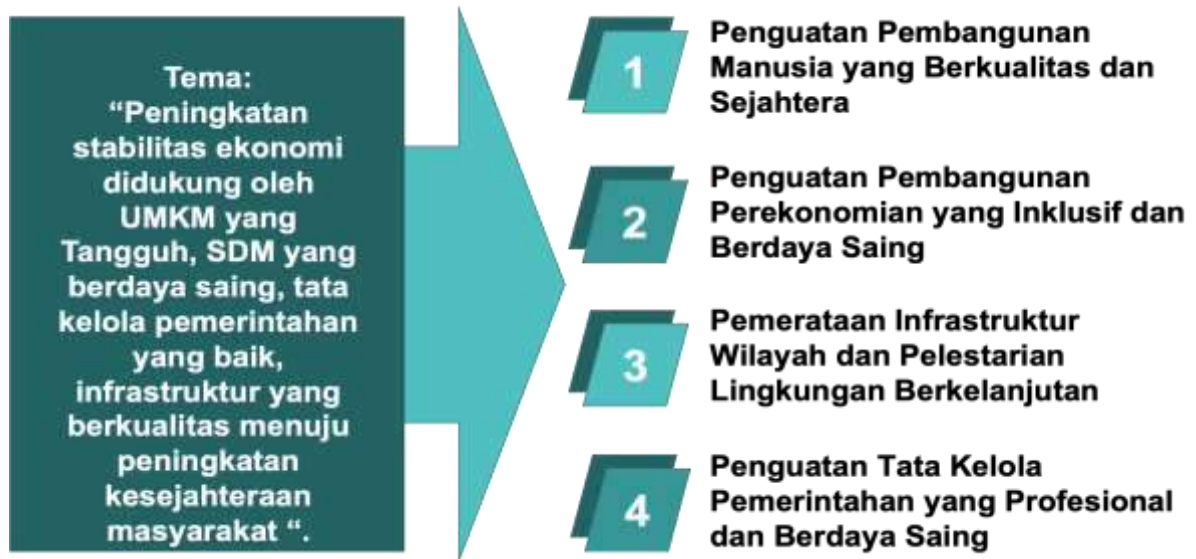 Tema:
“Peningkatan
stabilitas ekonomi
didukung oleh
UMKM yang
Tangguh, SDM yang
berdaya saing, tata
kelola pemerintahan
yang baik,
infrastruktur yang
berkualitas menuju
peningkatan
kesejahteraan
masyarakat “.
1
Penguatan Pembangunan
Manusia yang Berkualitas dan
Sejahtera
2
Penguatan Pembangunan
Perekonomian yang Inklusif dan
Berdaya Saing
3
Pemerataan Infrastruktur
Wilayah dan Pelestarian
Lingkungan Berkelanjutan
4
Penguatan Tata Kelola
Pemerintahan yang Profesional
dan Berdaya Saing